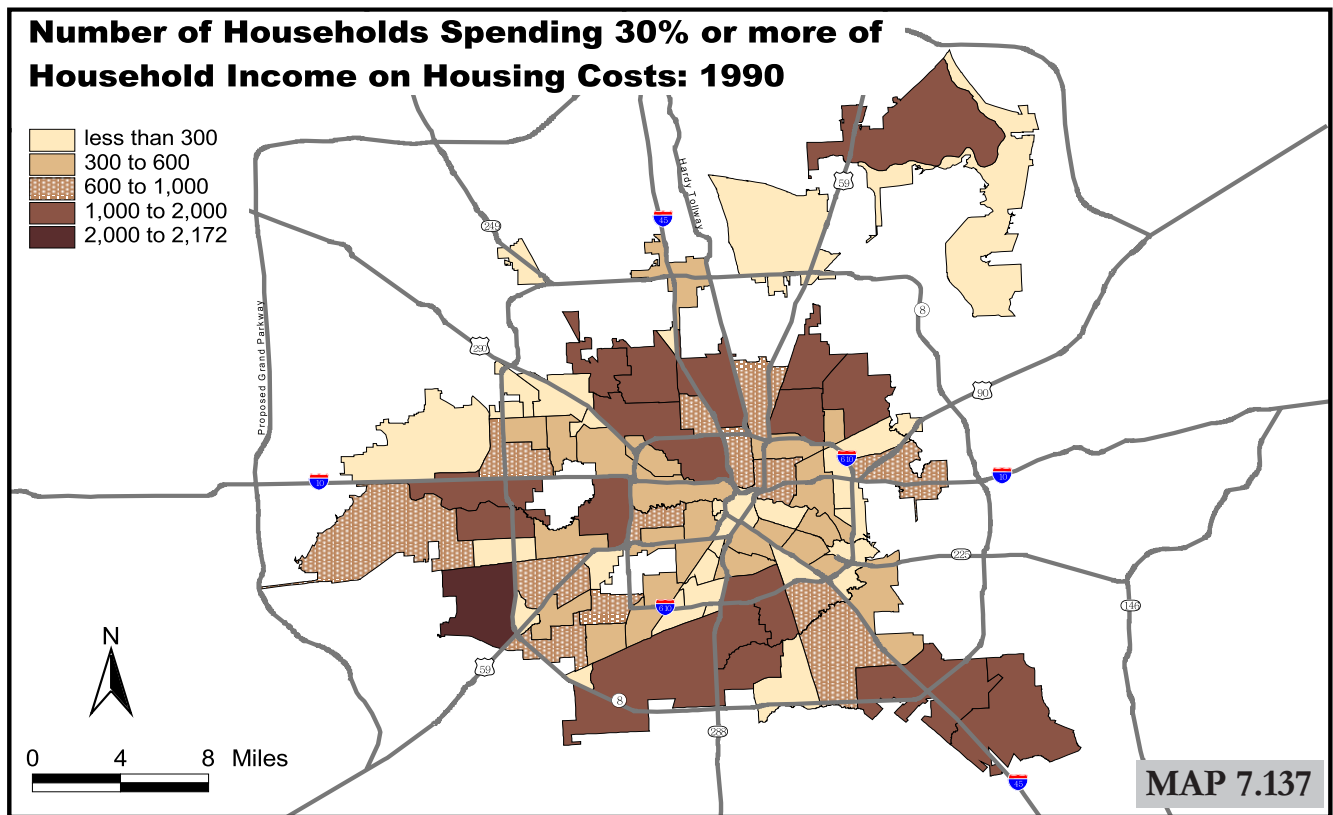 Number of Households Spending 30% or more of
Household Income on Housing Costs: 1990
less than 300
300 to 600
600 to 1,000
1,000 to 2,000
2,000 to 2,172
Proposed Grand Parkway
Hardy Tollway
59
45
249
8
290
90
10
610
10
225
146
610
59
8
288
45
N
0 4 8 Miles
MAP 7.137